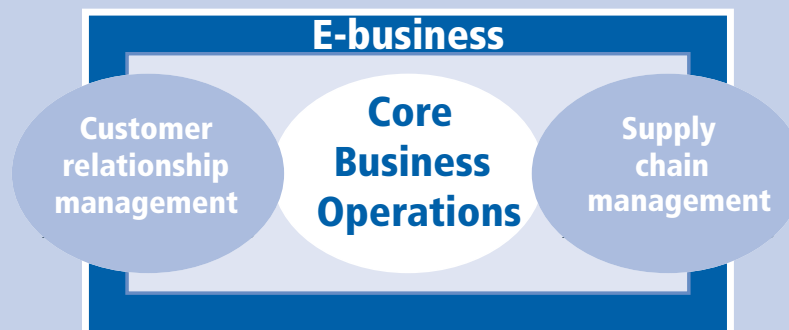 E-business
Customer
relationship
management
Core
Business
Operations
Supply
chain
management